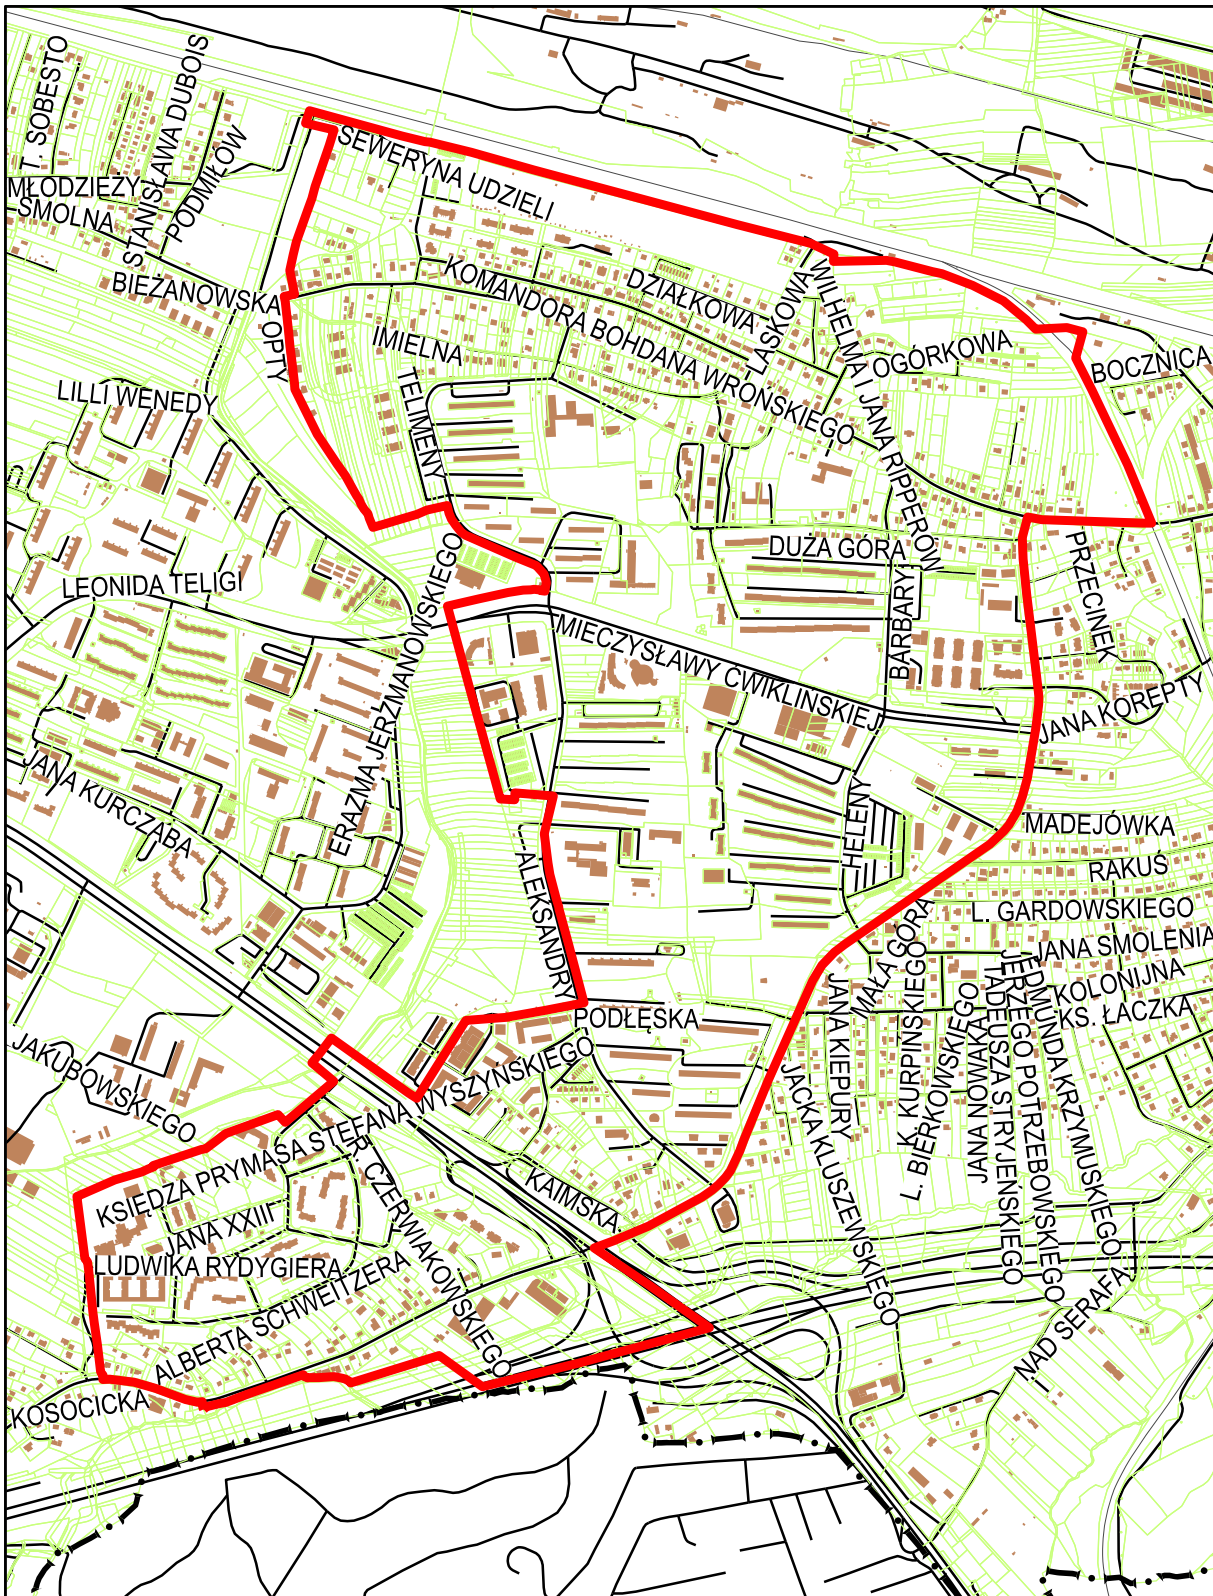 T. SOBESTO
STANISŁAWA DUBOIS
PODMIŁÓW
MŁODZIEŻY
SMOLNA
SEWERYNA UDZIELI
BIEŻANOWSKA
OPTY
KOMANDORA BOHDANA WROŃSKIEGO
DZIAŁKOWA
LASKOWA
WILHELMA I JANA RIPPERÓW
OGÓRKOWA
BOCZNICA
IMIELNA
TELIMENY
LILLI WENEDY
DUŻA GÓRA
BARBARY
PRZECINEK
LEONIDA TELIGI
ERAZMA JERZMANOWSKIEGO
MIECZYSŁAWY ĆWIKLIŃSKIEJ
JANA KOREPTY
JANA KURCZABA
HELENY
MADEJÓWKA
RAKUŚ
ALEKSANDRY
MAŁA GÓRA
L. GARDOWSKIEGO
JANA SMOLENIA
KOLONIJNA
KS. ŁACZKA
PODŁĘSKA
JANA KIEPURY
K. KURPIŃSKIEGO
L. BIERKOWSKIEGO
JANA NOWAKA
TADEUSZA STRYJEŃSKIEGO
JERZEGO POTRZEBOWSKIEGO
EDMUNDA KRZYMUSKIEGO
JAKUBOWSKIEGO
KSIĘDZA PRYMASA STEFANA WYSZYŃSKIEGO
JACKA KLUSZEWSKIEGO
R. CZERWIAKOWSKIEGO
KAIMSKA
JANA XXIII
LUDWIKA RYDYGIERA
ALBERTA SCHWEITZERA
NAD SERAFĄ
KOSOCICKA